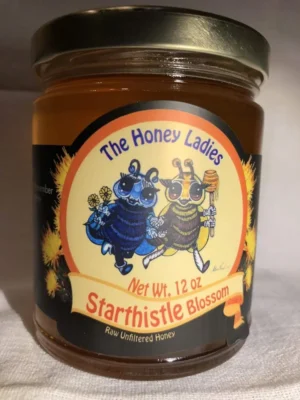 The Honey Ladies
Net Wt. 12 oz
Starthistle Blossom
Raw Unfiltered Honey